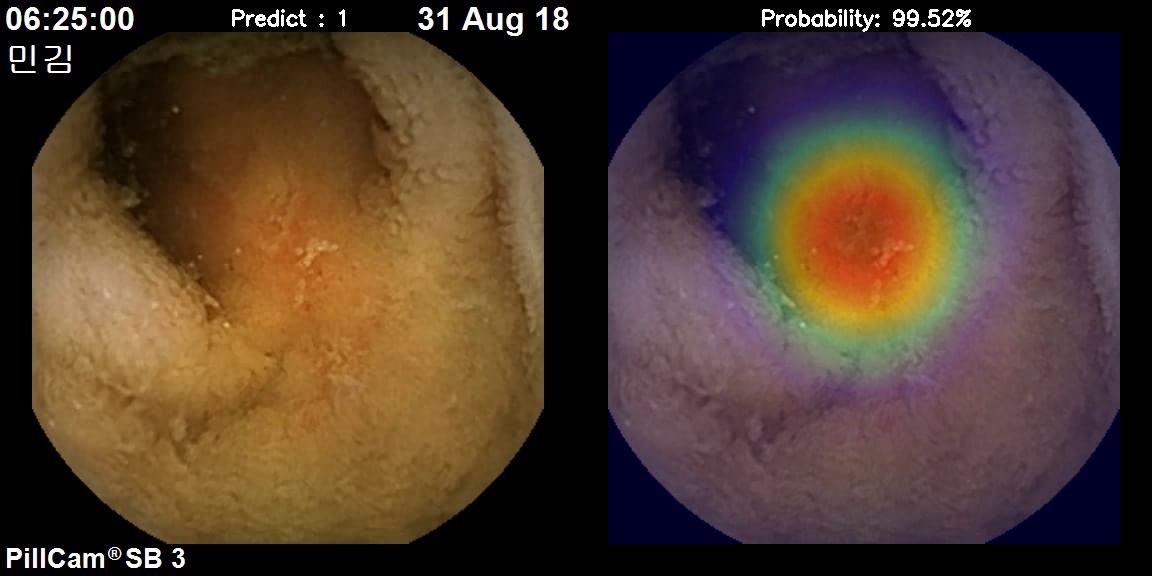 06:25:00 Predict : 1 31 Aug 18 Probability: 99.52%
민김
PillCam® SB 3